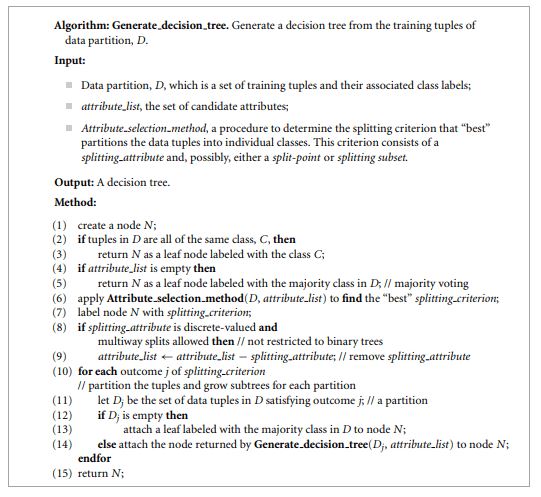 Algorithm: Generate_decision_tree. Generate a decision tree from the training tuples of
data partition, D.
Input:
Data partition, D, which is a set of training tuples and their associated class labels;
attribute_list, the set of candidate attributes;
Attribute_selection_method, a procedure to determine the splitting criterion that “best”
partitions the data tuples into individual classes. This criterion consists of a
splitting_attribute and, possibly, either a split-point or splitting subset.
Output: A decision tree.
Method:
(1) create a node N;
(2) if tuples in D are all of the same class, C, then
(3) return N as a leaf node labeled with the class C;
(4) if attribute_list is empty then
(5) return N as a leaf node labeled with the majority class in D; // majority voting
(6) apply Attribute_selection_method(D, attribute_list) to find the “best” splitting_criterion;
(7) label node N with splitting_criterion;
(8) if splitting_attribute is discrete-valued and
multiway splits allowed then // not restricted to binary trees
(9) attribute_list ← attribute_list − splitting_attribute; // remove splitting_attribute
(10) for each outcome j of splitting_criterion
// partition the tuples and grow subtrees for each partition
(11) let Dj be the set of data tuples in D satisfying outcome j; // a partition
(12) if Dj is empty then
(13) attach a leaf labeled with the majority class in D to node N;
(14) else attach the node returned by Generate_decision_tree(Dj, attribute_list) to node N;
endfor
(15) return N;